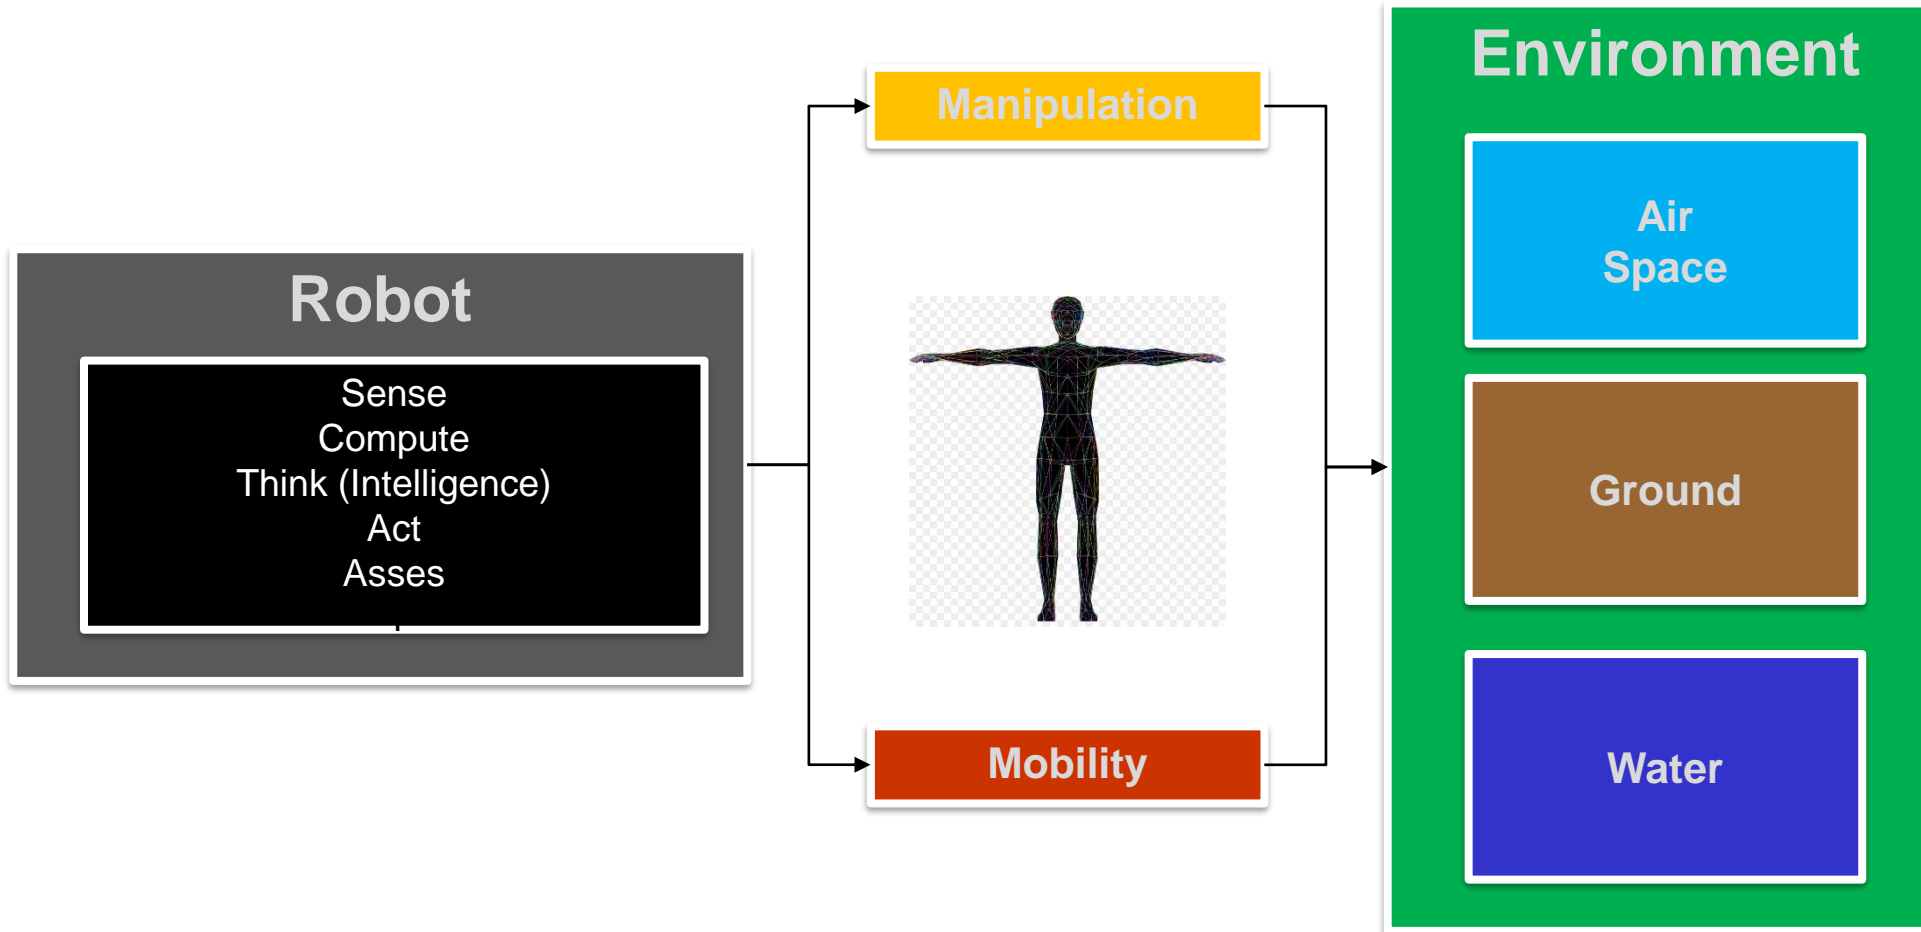 Robot
Sense
Compute
Think (Intelligence)
Act
Asses
Manipulation
Mobility
Environment
Air
Space
Ground
Water